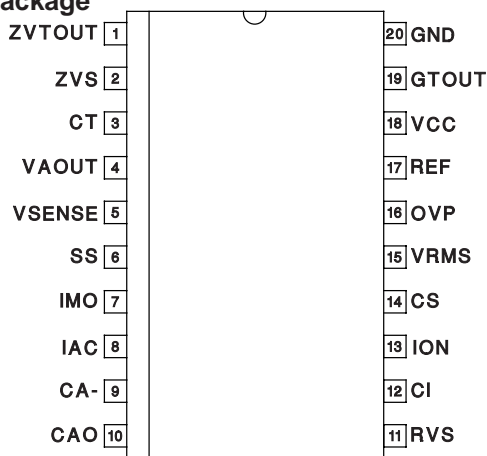 ackage
ZVTOUT 1 20 GND
ZVS 2 19 GTOUT
CT 3 18 VCC
VAOUT 4 17 REF
VSENSE 5 16 OVP
SS 6 15 VRMS
IMO 7 14 CS
IAC 8 13 ION
CA- 9 12 CI
CAO 10 11 RVS